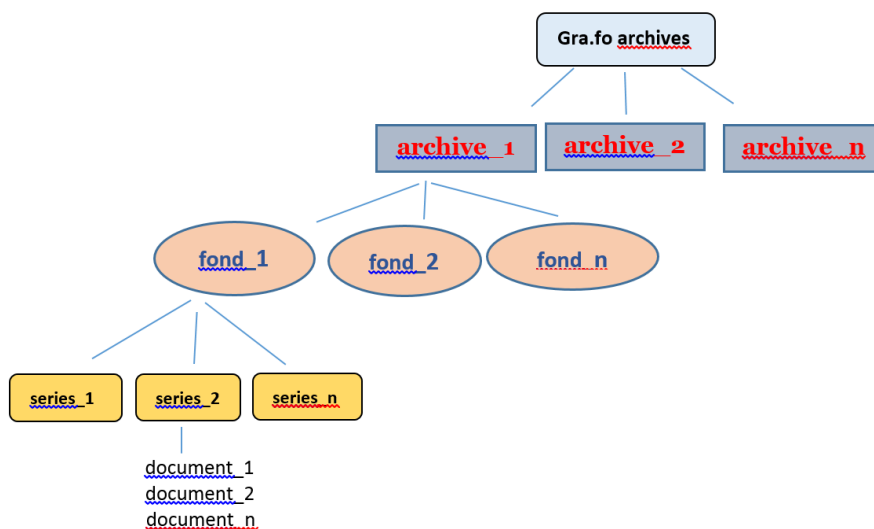 Gra.fo archives
archive_1 archive_2 archive_n
fond_1 fond_2 fond_n
series_1 series_2 series_n
document_1
document_2
document_n